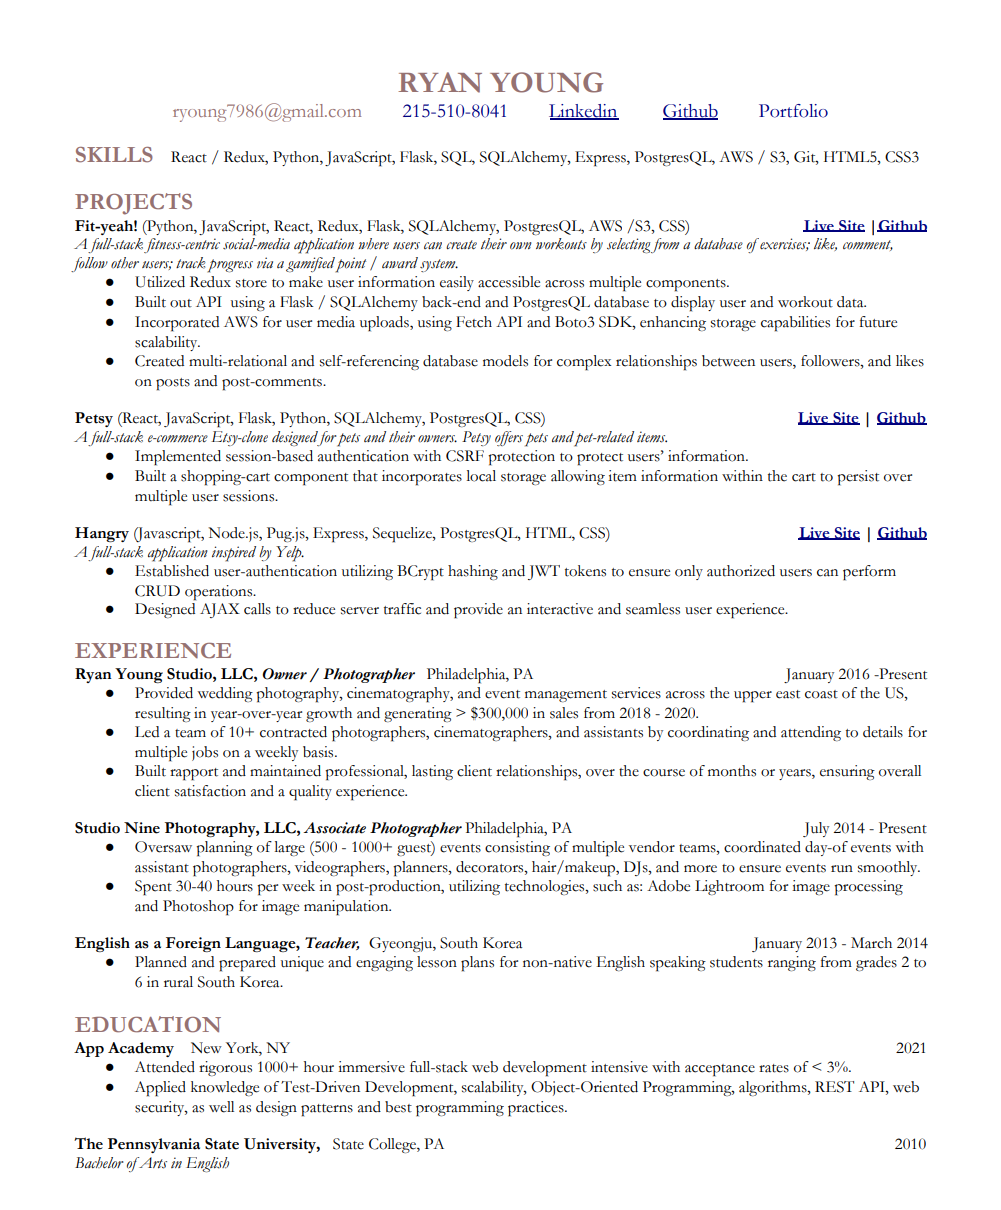 RYAN YOUNG
ryoung7986@gmail.com 215-510-8041 Linkedin Github Portfolio
SKILLS React / Redux, Python, JavaScript, Flask, SQL, SQLAlchemy, Express, PostgresQL, AWS / S3, Git, HTML5, CSS3
PROJECTS
Fit-yeah! (Python, JavaScript, React, Redux, Flask, SQLAlchemy, PostgresQL, AWS /S3, CSS) Live Site | Github
A full-stack fitness-centric social-media application where users can create their own workouts by selecting from a database of exercises; like, comment,
follow other users; track progress via a gamified point / award system.
● Utilized Redux store to make user information easily accessible across multiple components.
● Built out API using a Flask / SQLAlchemy back-end and PostgresQL database to display user and workout data.
● Incorporated AWS for user media uploads, using Fetch API and Boto3 SDK, enhancing storage capabilities for future
scalability.
● Created multi-relational and self-referencing database models for complex relationships between users, followers, and likes
on posts and post-comments.
Petsy (React, JavaScript, Flask, Python, SQLAlchemy, PostgresQL, CSS) Live Site | Github
A full-stack e-commerce Etsy-clone designed for pets and their owners. Petsy offers pets and pet-related items.
● Implemented session-based authentication with CSRF protection to protect users’ information.
● Built a shopping-cart component that incorporates local storage allowing item information within the cart to persist over
multiple user sessions.
Hangry (Javascript, Node.js, Pug.js, Express, Sequelize, PostgresQL, HTML, CSS) Live Site | Github
A full-stack application inspired by Yelp.
● Established user-authentication utilizing BCrypt hashing and JWT tokens to ensure only authorized users can perform
CRUD operations.
● Designed AJAX calls to reduce server traffic and provide an interactive and seamless user experience.
EXPERIENCE
Ryan Young Studio, LLC, Owner / Photographer Philadelphia, PA January 2016 -Present
● Provided wedding photography, cinematography, and event management services across the upper east coast of the US,
resulting in year-over-year growth and generating > $300,000 in sales from 2018 - 2020.
● Led a team of 10+ contracted photographers, cinematographers, and assistants by coordinating and attending to details for
multiple jobs on a weekly basis.
● Built rapport and maintained professional, lasting client relationships, over the course of months or years, ensuring overall
client satisfaction and a quality experience.
Studio Nine Photography, LLC, Associate Photographer Philadelphia, PA July 2014 - Present
● Oversaw planning of large (500 - 1000+ guest) events consisting of multiple vendor teams, coordinated day-of events with
assistant photographers, videographers, planners, decorators, hair/makeup, DJs, and more to ensure events run smoothly.
● Spent 30-40 hours per week in post-production, utilizing technologies, such as: Adobe Lightroom for image processing
and Photoshop for image manipulation.
English as a Foreign Language, Teacher, Gyeongju, South Korea January 2013 - March 2014
● Planned and prepared unique and engaging lesson plans for non-native English speaking students ranging from grades 2 to
6 in rural South Korea.
EDUCATION
App Academy New York, NY 2021
● Attended rigorous 1000+ hour immersive full-stack web development intensive with acceptance rates of < 3%.
● Applied knowledge of Test-Driven Development, scalability, Object-Oriented Programming, algorithms, REST API, web
security, as well as design patterns and best programming practices.
The Pennsylvania State University, State College, PA 2010
Bachelor of Arts in English